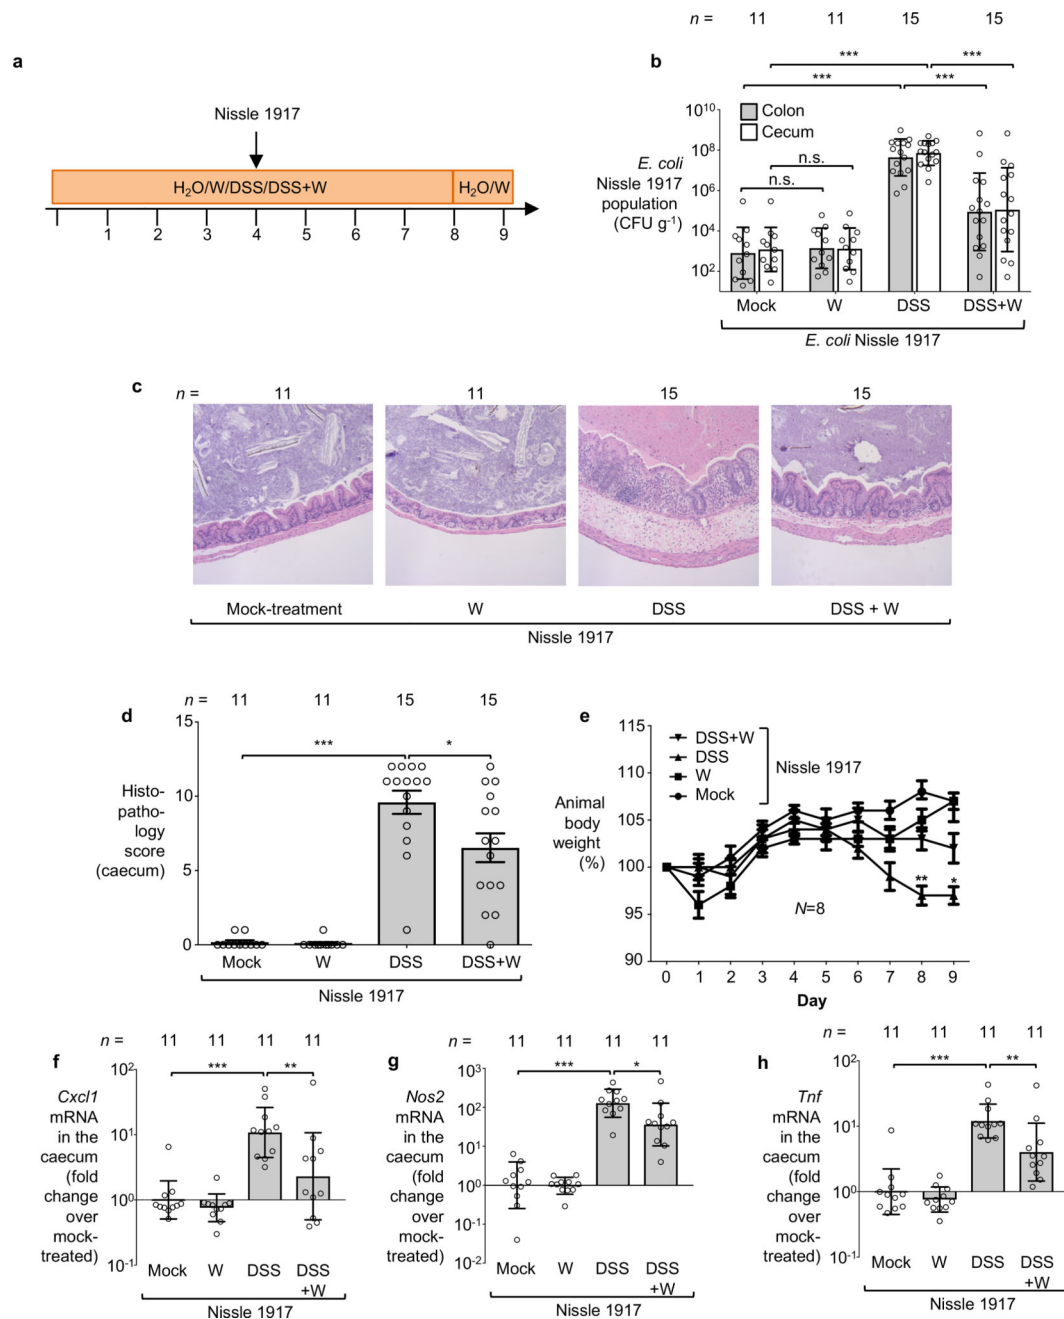 a
Nissle 1917
H2O/W/DSS/DSS+W
H2O/W
1 2 3 4 5 6 7 8 9
n = 11 11 15 15
b
*** ***
*** ***
10^10
10^8
10^6
10^4
10^2
Colon
Cecum
E. coli
Nissle 1917
population
(CFU g^-1)
n.s.
n.s.
Mock W DSS DSS+W
E. coli Nissle 1917
c
n = 11 11 15 15
Mock-treatment W DSS DSS + W
Nissle 1917
d
n = 11 11 15 15
*** *
15
10
5
0
Histo-
patho-
logy
score
(caecum)
Mock W DSS DSS+W
Nissle 1917
e
115
110
105
100
95
90
DSS+W
DSS
W
Mock
Nissle 1917
Animal
body
weight
(%)
** *
N=8
0 1 2 3 4 5 6 7 8 9
Day
f
n = 11 11 11 11
*** **
10^2
10^1
10^0
10^-1
Cxcl1
mRNA
in the
caecum
(fold
change
over
mock-
treated)
Mock W DSS DSS
+W
Nissle 1917
g
n = 11 11 11 11
*** *
10^3
10^2
10^1
10^0
10^-1
10^-2
Nos2
mRNA
in the
caecum
(fold
change
over
mock-
treated)
Mock W DSS DSS
+W
Nissle 1917
h
n = 11 11 11 11
*** **
10^2
10^1
10^0
10^-1
Tnf
mRNA
in the
caecum
(fold
change
over
mock-
treated)
Mock W DSS DSS
+W
Nissle 1917